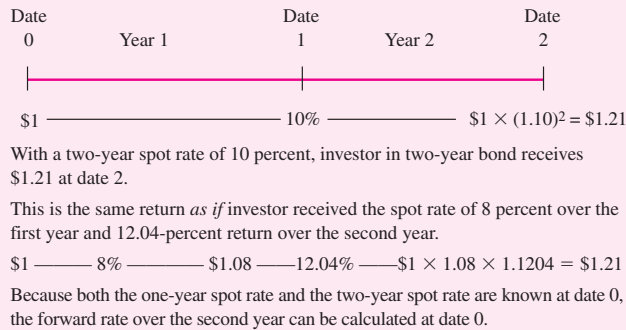 Date Date Date
0 Year 1 1 Year 2 2
$1 10% $1 × (1.10)² = $1.21
With a two-year spot rate of 10 percent, investor in two-year bond receives
$1.21 at date 2.
This is the same return as if investor received the spot rate of 8 percent over the
first year and 12.04-percent return over the second year.
$1 —— 8% —— $1.08 —— 12.04% —— $1 × 1.08 × 1.1204 = $1.21
Because both the one-year spot rate and the two-year spot rate are known at date 0,
the forward rate over the second year can be calculated at date 0.